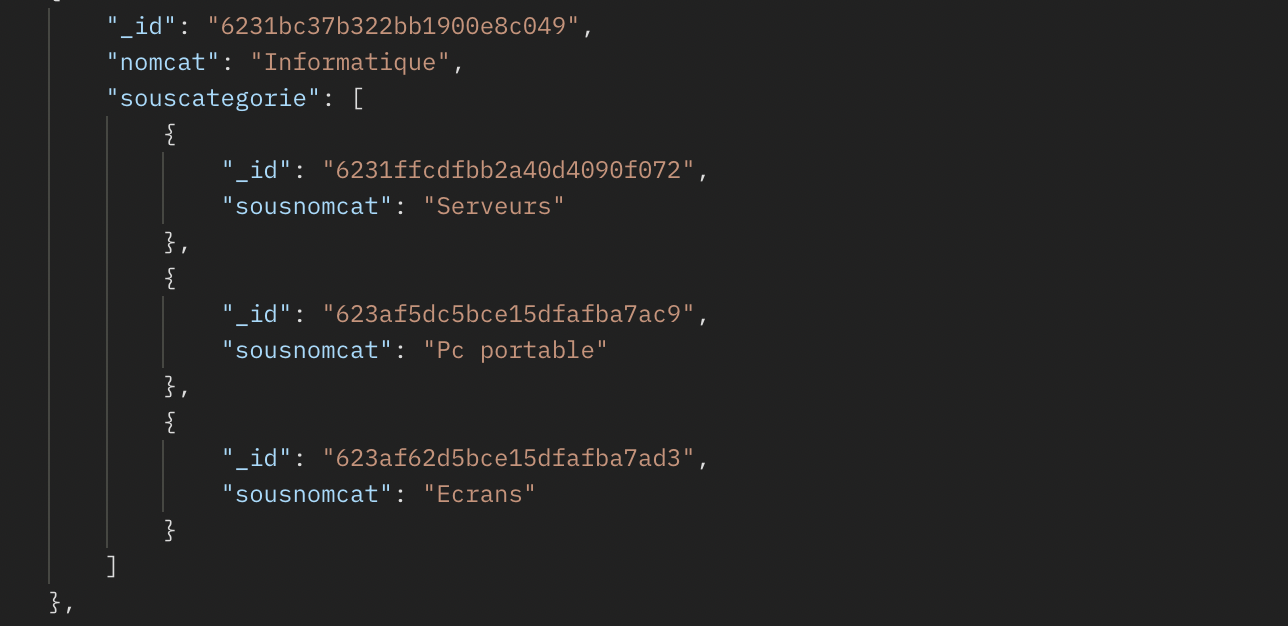 "_id": "6231bc37b322bb1900e8c049",
"nomcat": "Informatique",
"souscategorie": [
{
"_id": "6231ffcdfbb2a40d4090f072",
"sousnomcat": "Serveurs"
},
{
"_id": "623af5dc5bce15dfafba7ac9",
"sousnomcat": "Pc portable"
},
{
"_id": "623af62d5bce15dfafba7ad3",
"sousnomcat": "Ecrans"
}
]
},